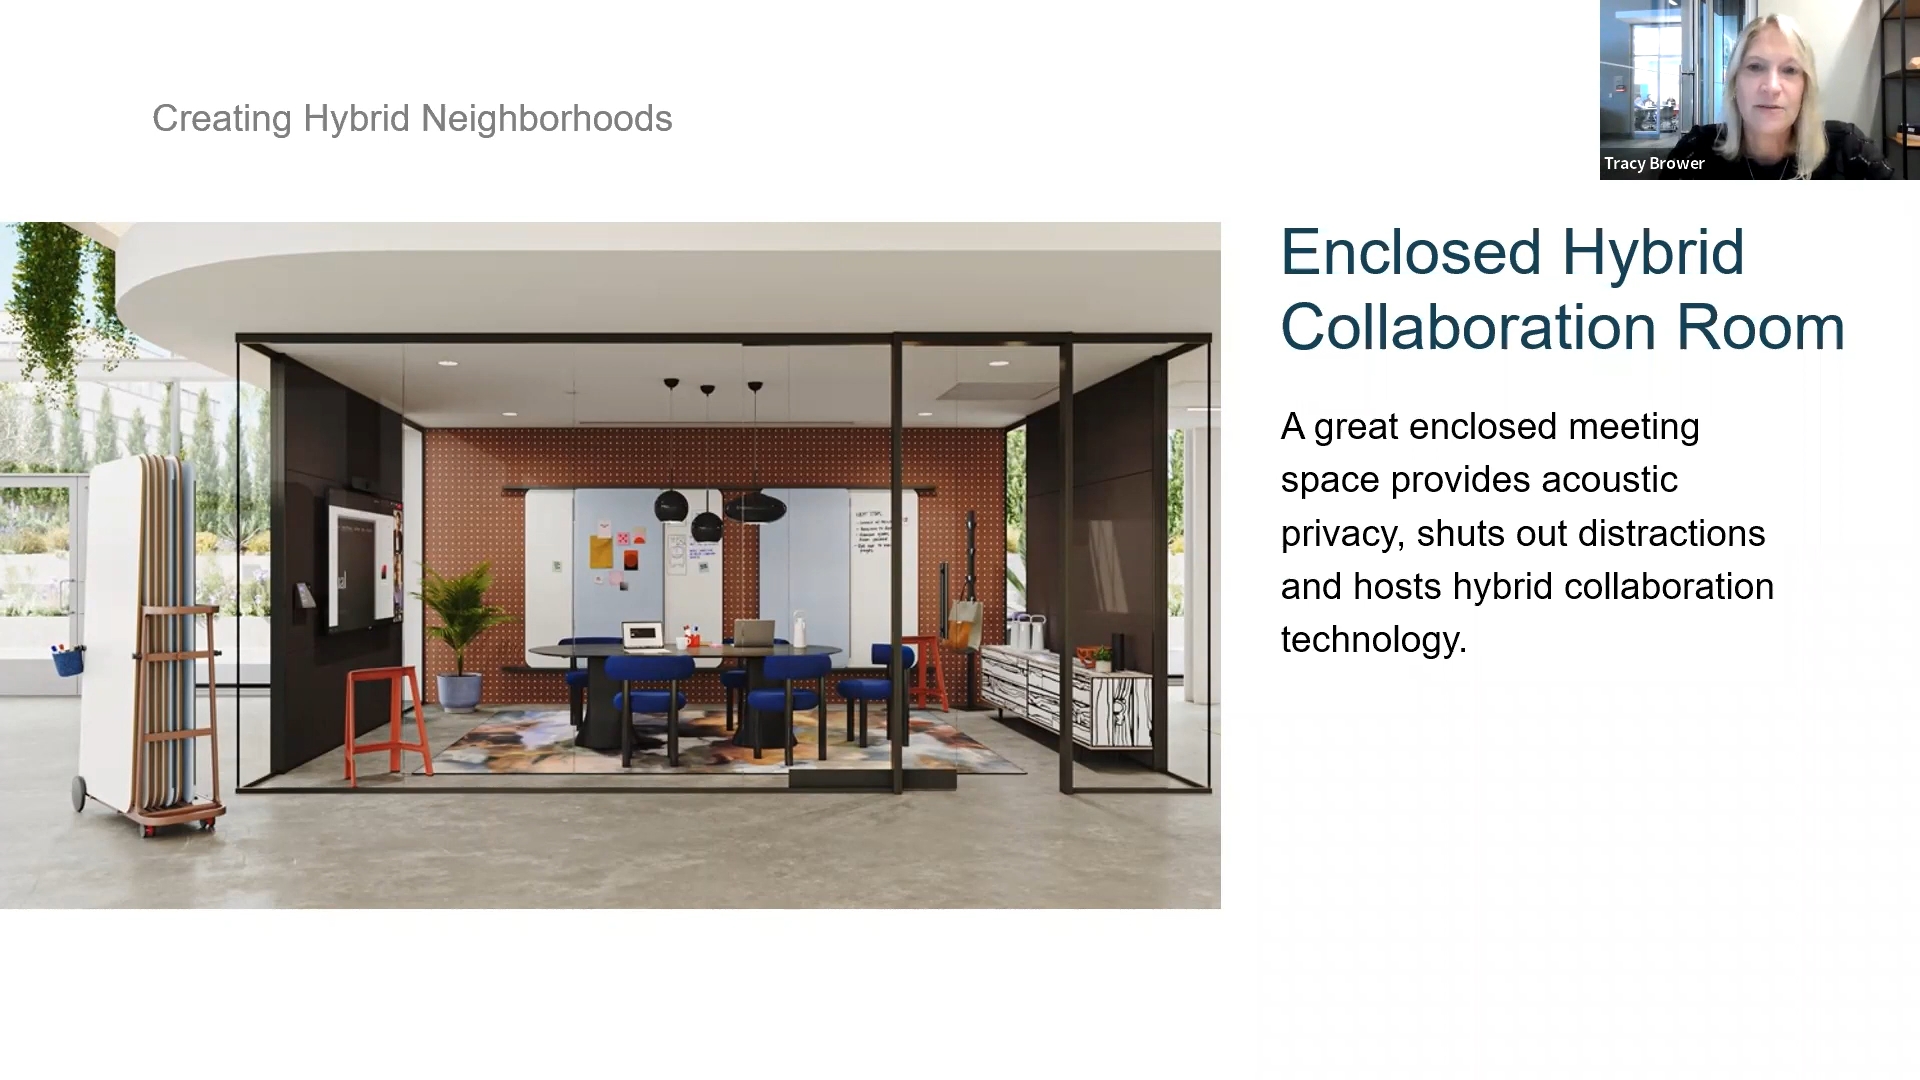 Creating Hybrid Neighborhoods
Tracy Brower
Enclosed Hybrid
Collaboration Room
A great enclosed meeting
space provides acoustic
privacy, shuts out distractions
and hosts hybrid collaboration
technology.